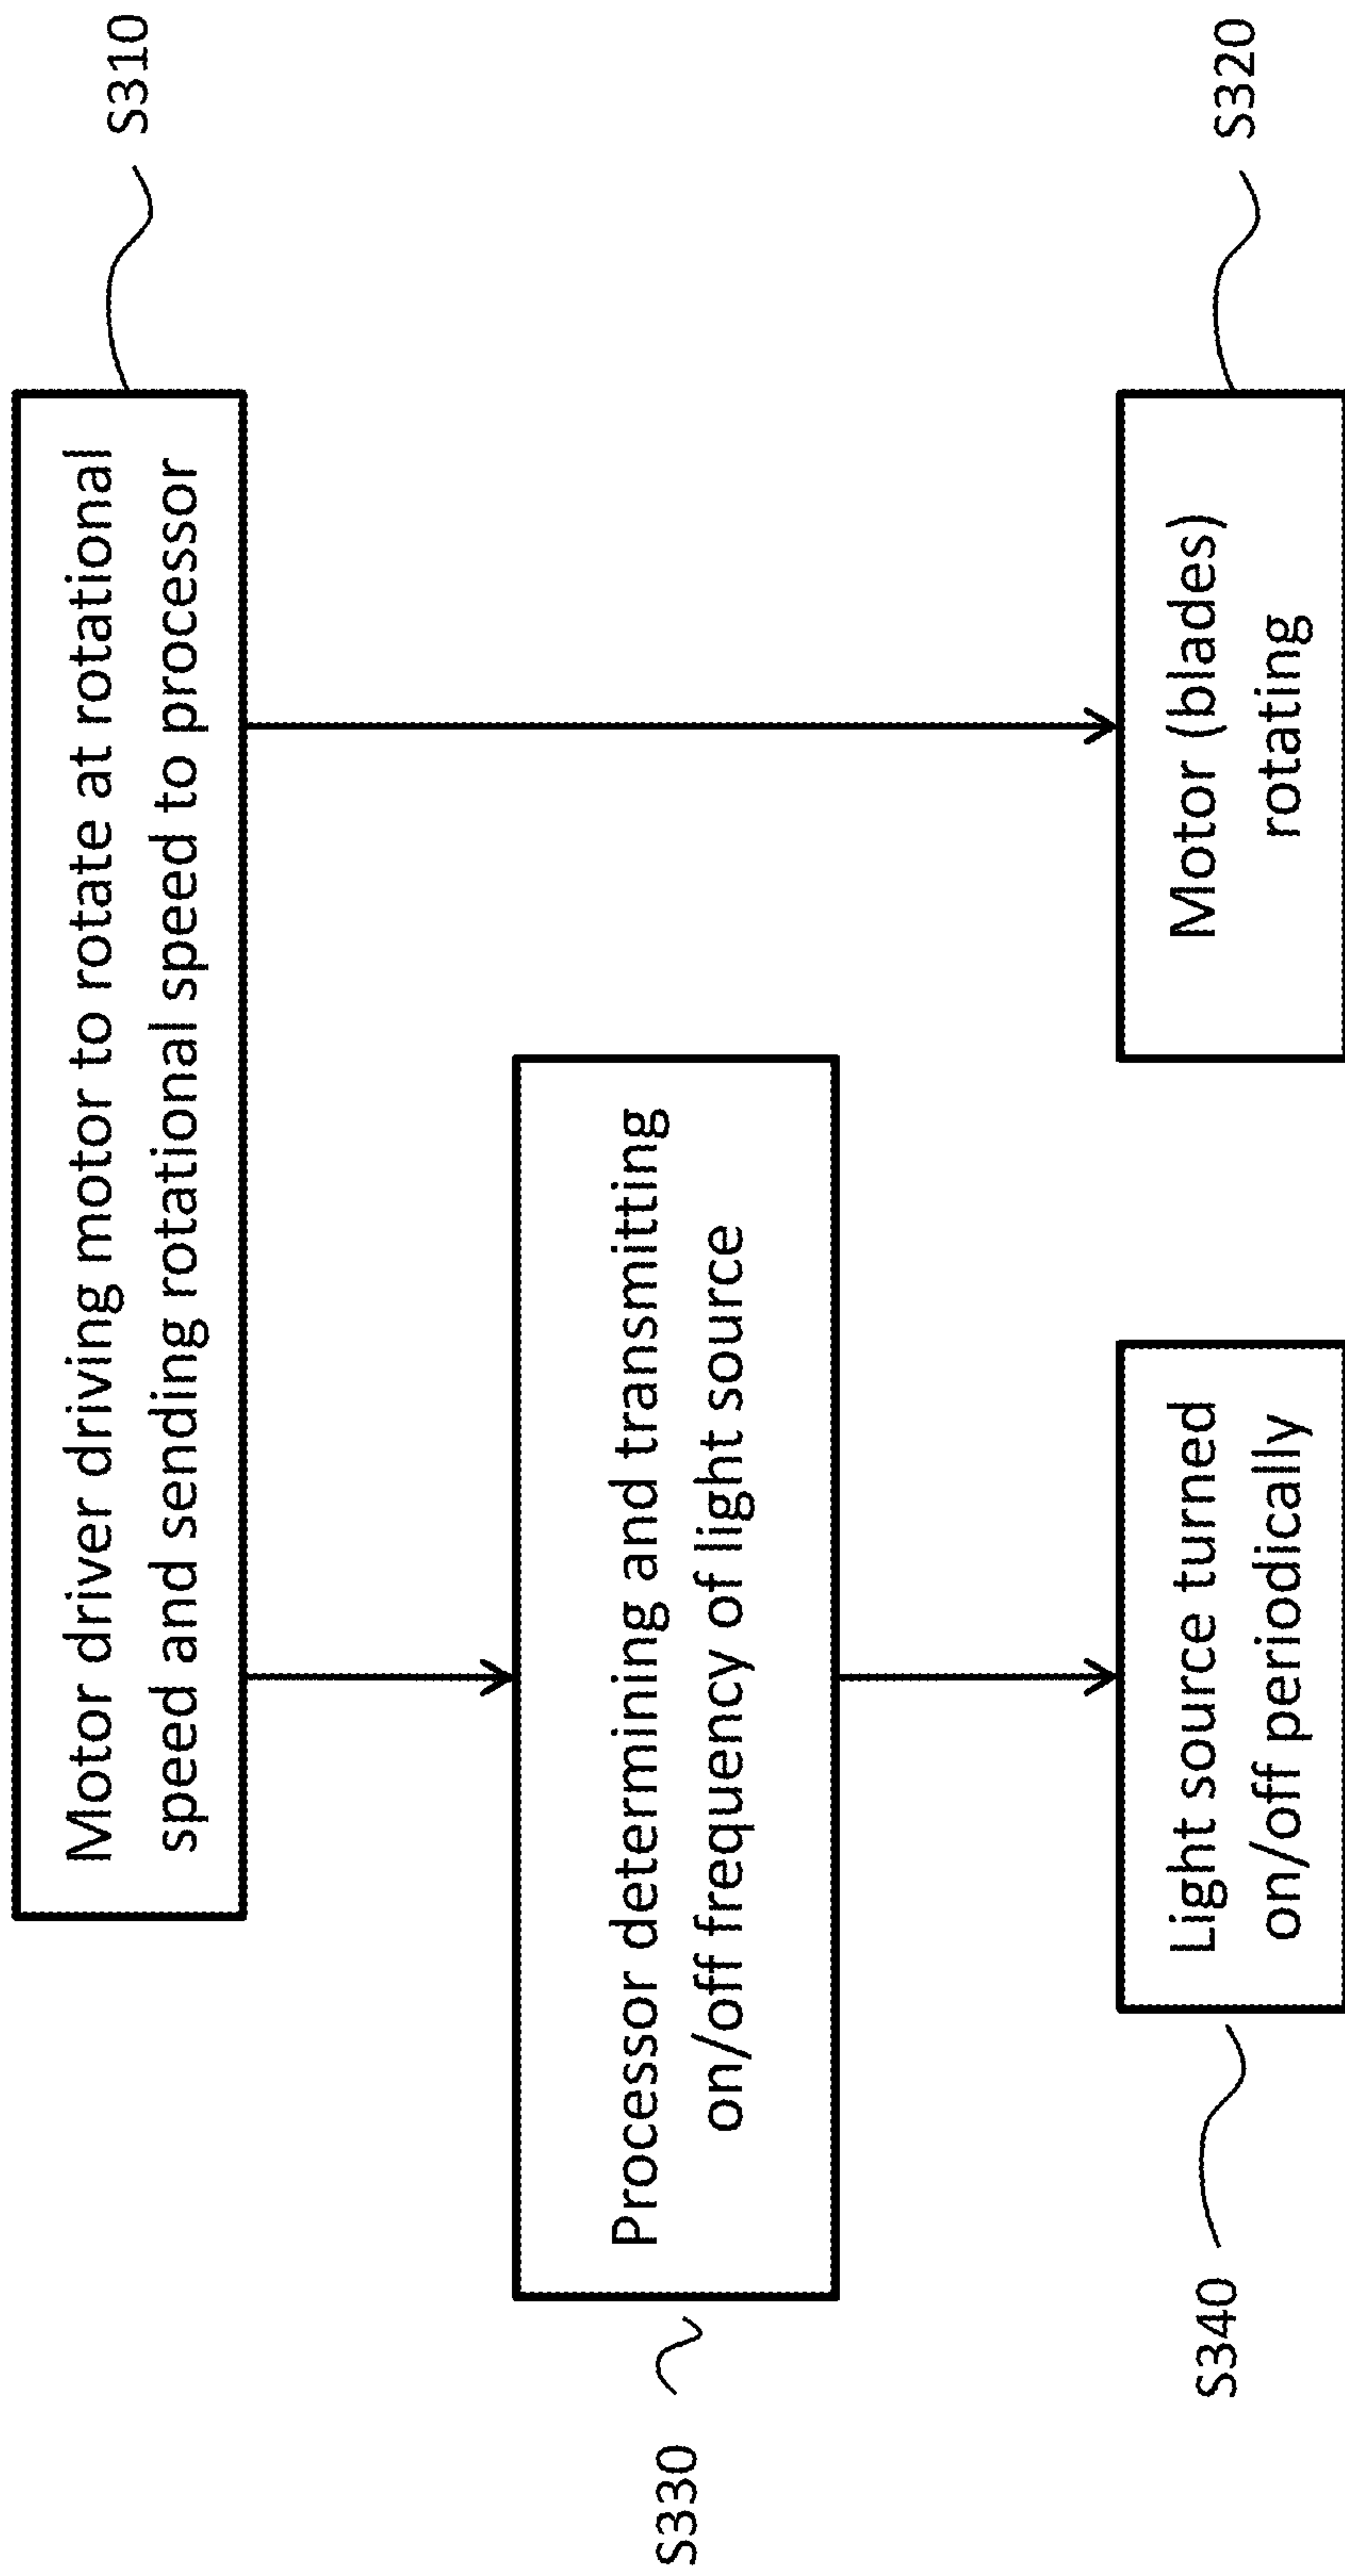 Motor driver driving motor to rotate at rotational
speed and sending rotational speed to processor
S310
Processor determining and transmitting
on/off frequency of light source
S330
Light source turned
on/off periodically
S340
Motor (blades)
rotating
S320